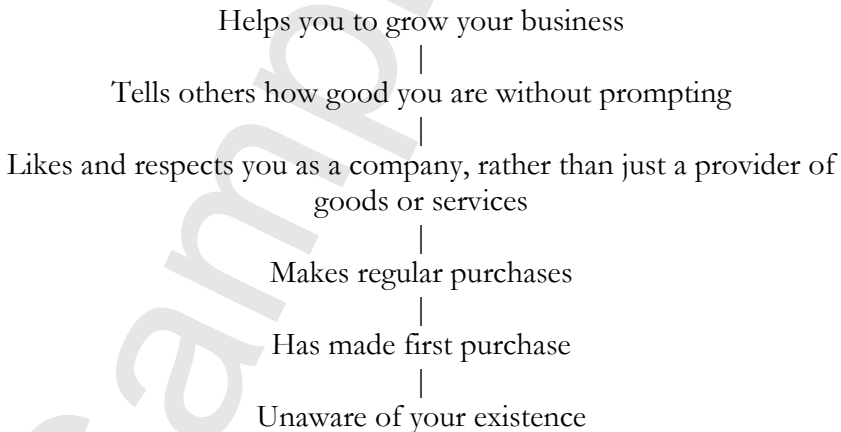 Helps you to grow your business
|
Tells others how good you are without prompting
|
Likes and respects you as a company, rather than just a provider of
goods or services
|
Makes regular purchases
|
Has made first purchase
|
Unaware of your existence